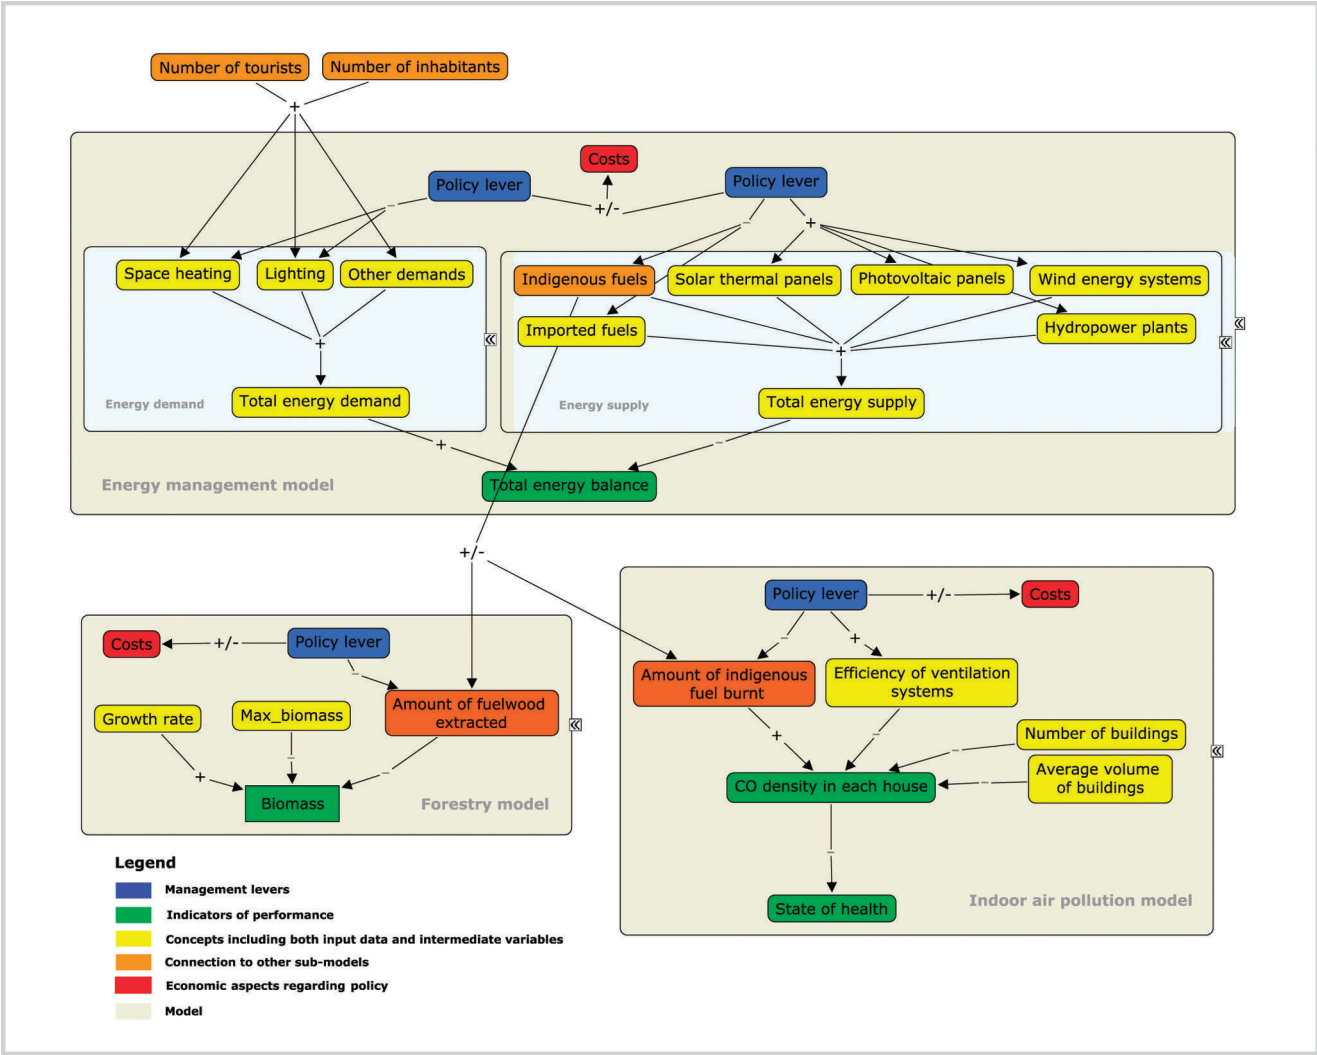 Number of tourists
Number of inhabitants
+
Costs
Policy lever
Policy lever
+/-
–
–
+
Space heating
Lighting
Other demands
Indigenous fuels
Solar thermal panels
Photovoltaic panels
Wind energy systems
Imported fuels
Hydropower plants
+
+
Total energy demand
Total energy supply
Energy demand
Energy supply
+
–
Total energy balance
Energy management model
+/-
Policy lever
+/-
Costs
–
+
Costs
+/-
Policy lever
–
Amount of indigenous
fuel burnt
Efficiency of ventilation
systems
Growth rate
Max_biomass
Amount of fuelwood
extracted
+
–
Number of buildings
–
+
–
–
Average volume
of buildings
–
CO density in each house
Biomass
Forestry model
–
State of health
Indoor air pollution model
Legend
Management levers
Indicators of performance
Concepts including both input data and intermediate variables
Connection to other sub-models
Economic aspects regarding policy
Model